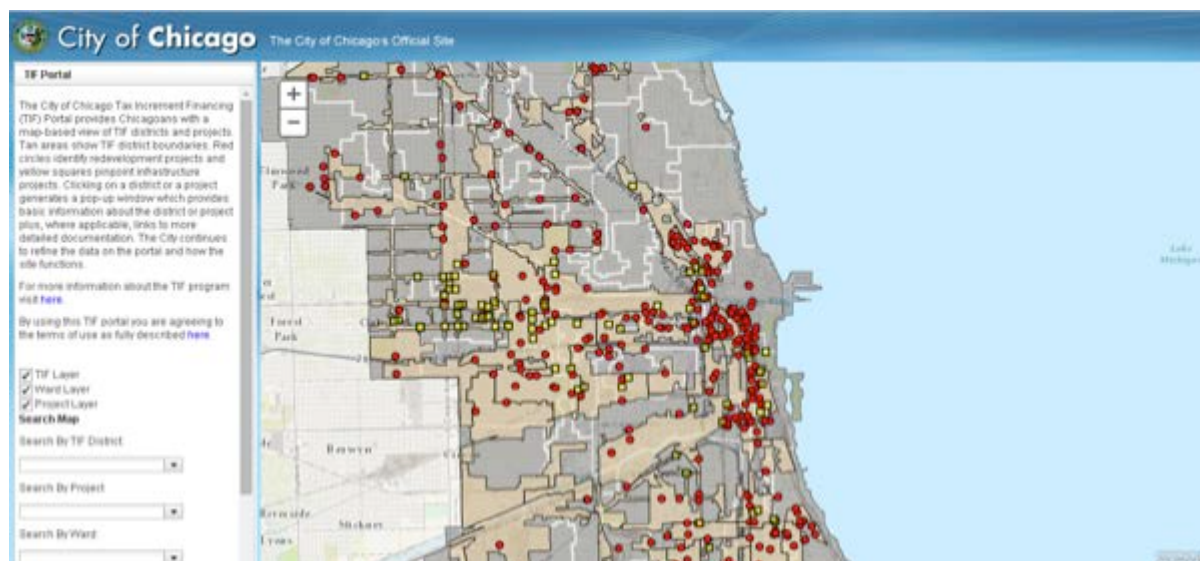 City of Chicago The City of Chicago's Official Site
TIF Portal
The City of Chicago Tax Increment Financing
(TIF) Portal provides Chicagoans with a
map-based view of TIF districts and projects.
Tan areas show TIF district boundaries. Red
circles identify redevelopment projects and
yellow squares pinpoint infrastructure
projects. Clicking on a district or a project
generates a pop-up window which provides
basic information about the district or project
plus, where applicable, links to more
detailed documentation. The City continues
to refine the data on the portal and how the
site functions.
For more information about the TIF program
visit here.
By using this TIF portal you are agreeing to
the terms of use as fully described here
TIF Layer
Ward Layer
Project Layer
Search Map
Search By TIF District:
Search By Project:
Search By Ward:
+
−
Elmwood
Park
Forest
Park
Berwyn
Riverside
Stickney
Lyons
Lake
Michigan